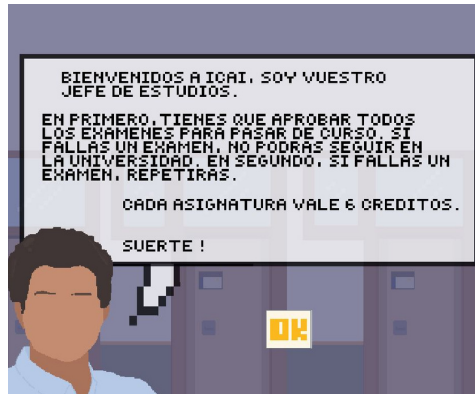 BIENVENIDOS A ICAI, SOY VUESTRO
JEFE DE ESTUDIOS.
EN PRIMERO, TIENES QUE APROBAR TODOS
LOS EXAMENES PARA PASAR DE CURSO. SI
FALLAS UN EXAMEN, NO PODRAS SEGUIR EN
LA UNIVERSIDAD. EN SEGUNDO, SI FALLAS UN
EXAMEN, REPETIRAS.
CADA ASIGNATURA VALE 6 CREDITOS.
SUERTE !
OK